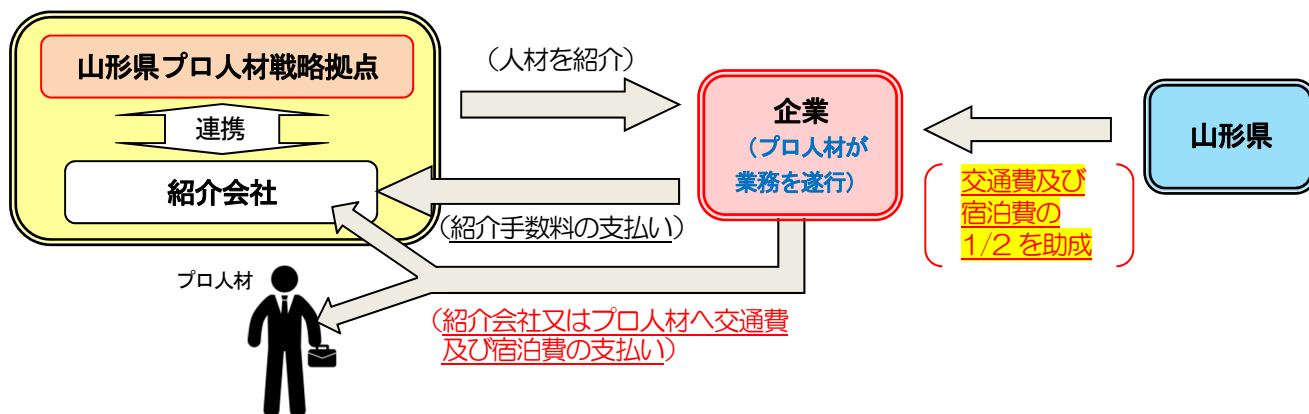 山形県プロ人材戦略拠点
連携
紹介会社
(人材を紹介)
企業
(プロ人材が
業務を遂行)
山形県
交通費及び
宿泊費の
1/2を助成
(紹介手数料の支払い)
プロ人材
(紹介会社又はプロ人材へ交通費
及び宿泊費の支払い)